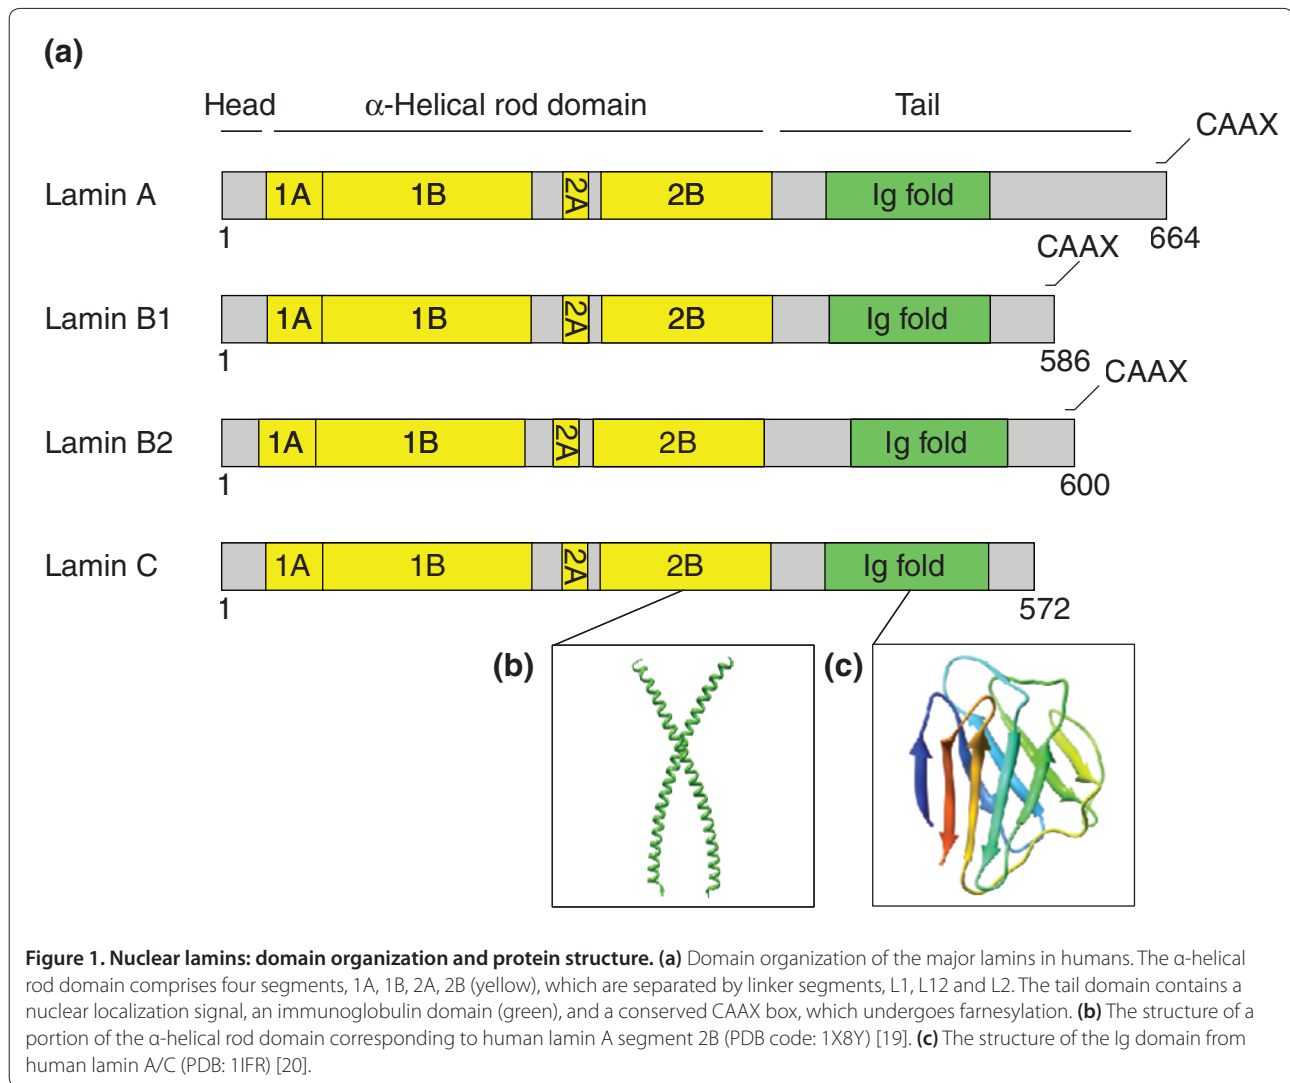 (a)
Head α-Helical rod domain Tail
CAAX
Lamin A 1A 1B 2A 2B Ig fold
1 664
CAAX
Lamin B1 1A 1B 2A 2B Ig fold
1 586
CAAX
Lamin B2 1A 1B 2A 2B Ig fold
1 600
Lamin C 1A 1B 2A 2B Ig fold
1 572
(b) (c)
Figure 1. Nuclear lamins: domain organization and protein structure. (a) Domain organization of the major lamins in humans. The α-helical
rod domain comprises four segments, 1A, 1B, 2A, 2B (yellow), which are separated by linker segments, L1, L12 and L2. The tail domain contains a
nuclear localization signal, an immunoglobulin domain (green), and a conserved CAAX box, which undergoes farnesylation. (b) The structure of a
portion of the α-helical rod domain corresponding to human lamin A segment 2B (PDB code: 1X8Y) [19]. (c) The structure of the Ig domain from
human lamin A/C (PDB: 1IFR) [20].